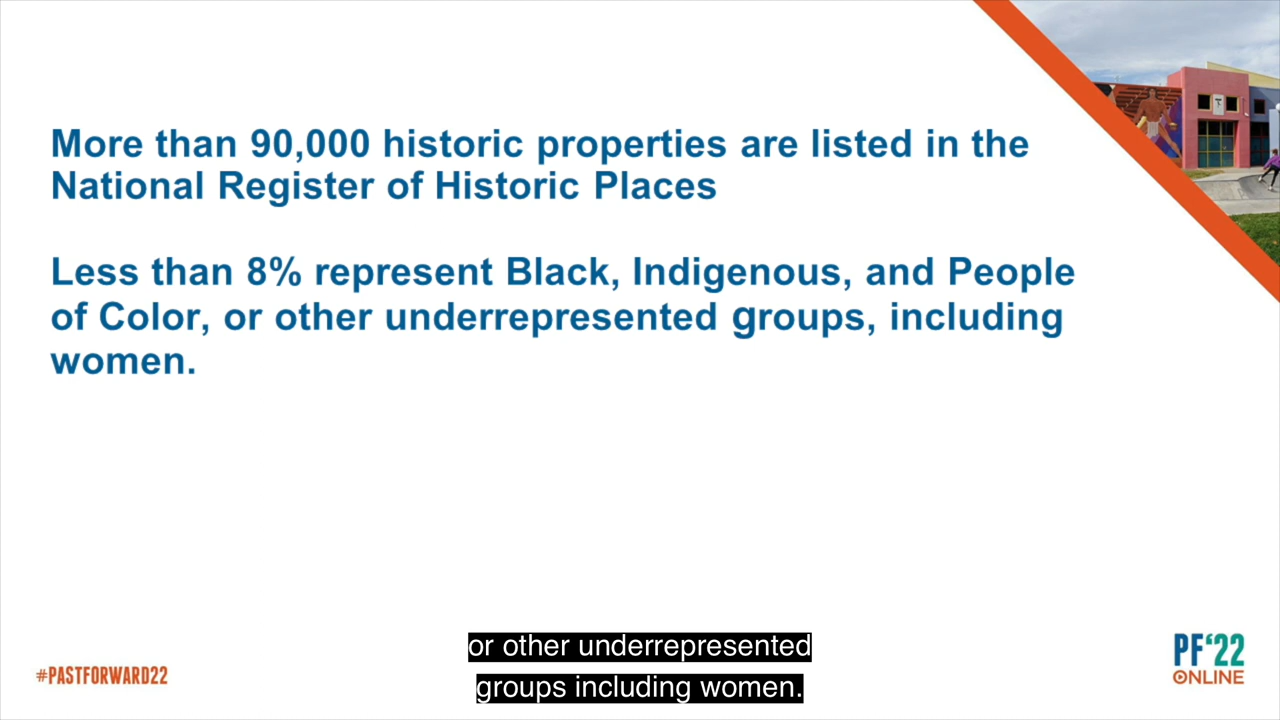 More than 90,000 historic properties are listed in the
National Register of Historic Places
Less than 8% represent Black, Indigenous, and People
of Color, or other underrepresented groups, including
women.
or other underrepresented
groups including women.
#PASTFORWARD22
PF‘22
ONLINE